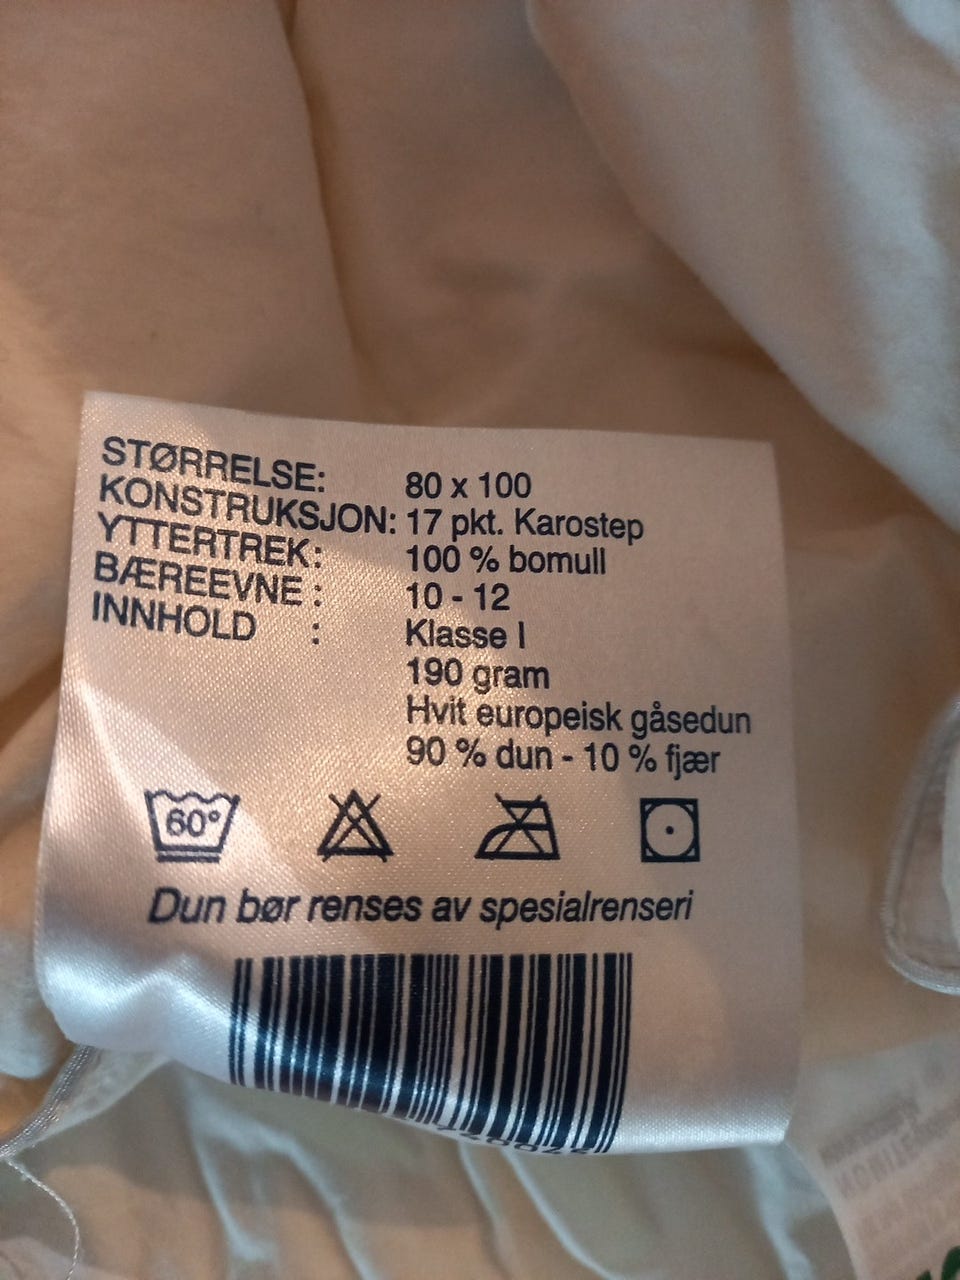 STØRRELSE: 80 x 100
KONSTRUKSJON: 17 pkt. Karostep
YTTERTREK: 100 % bomull
BÆREEVNE : 10 - 12
INNHOLD : Klasse I
190 gram
Hvit europeisk gåsedun
90 % dun - 10 % fjær
60°
Dun bør renses av spesialrenseri